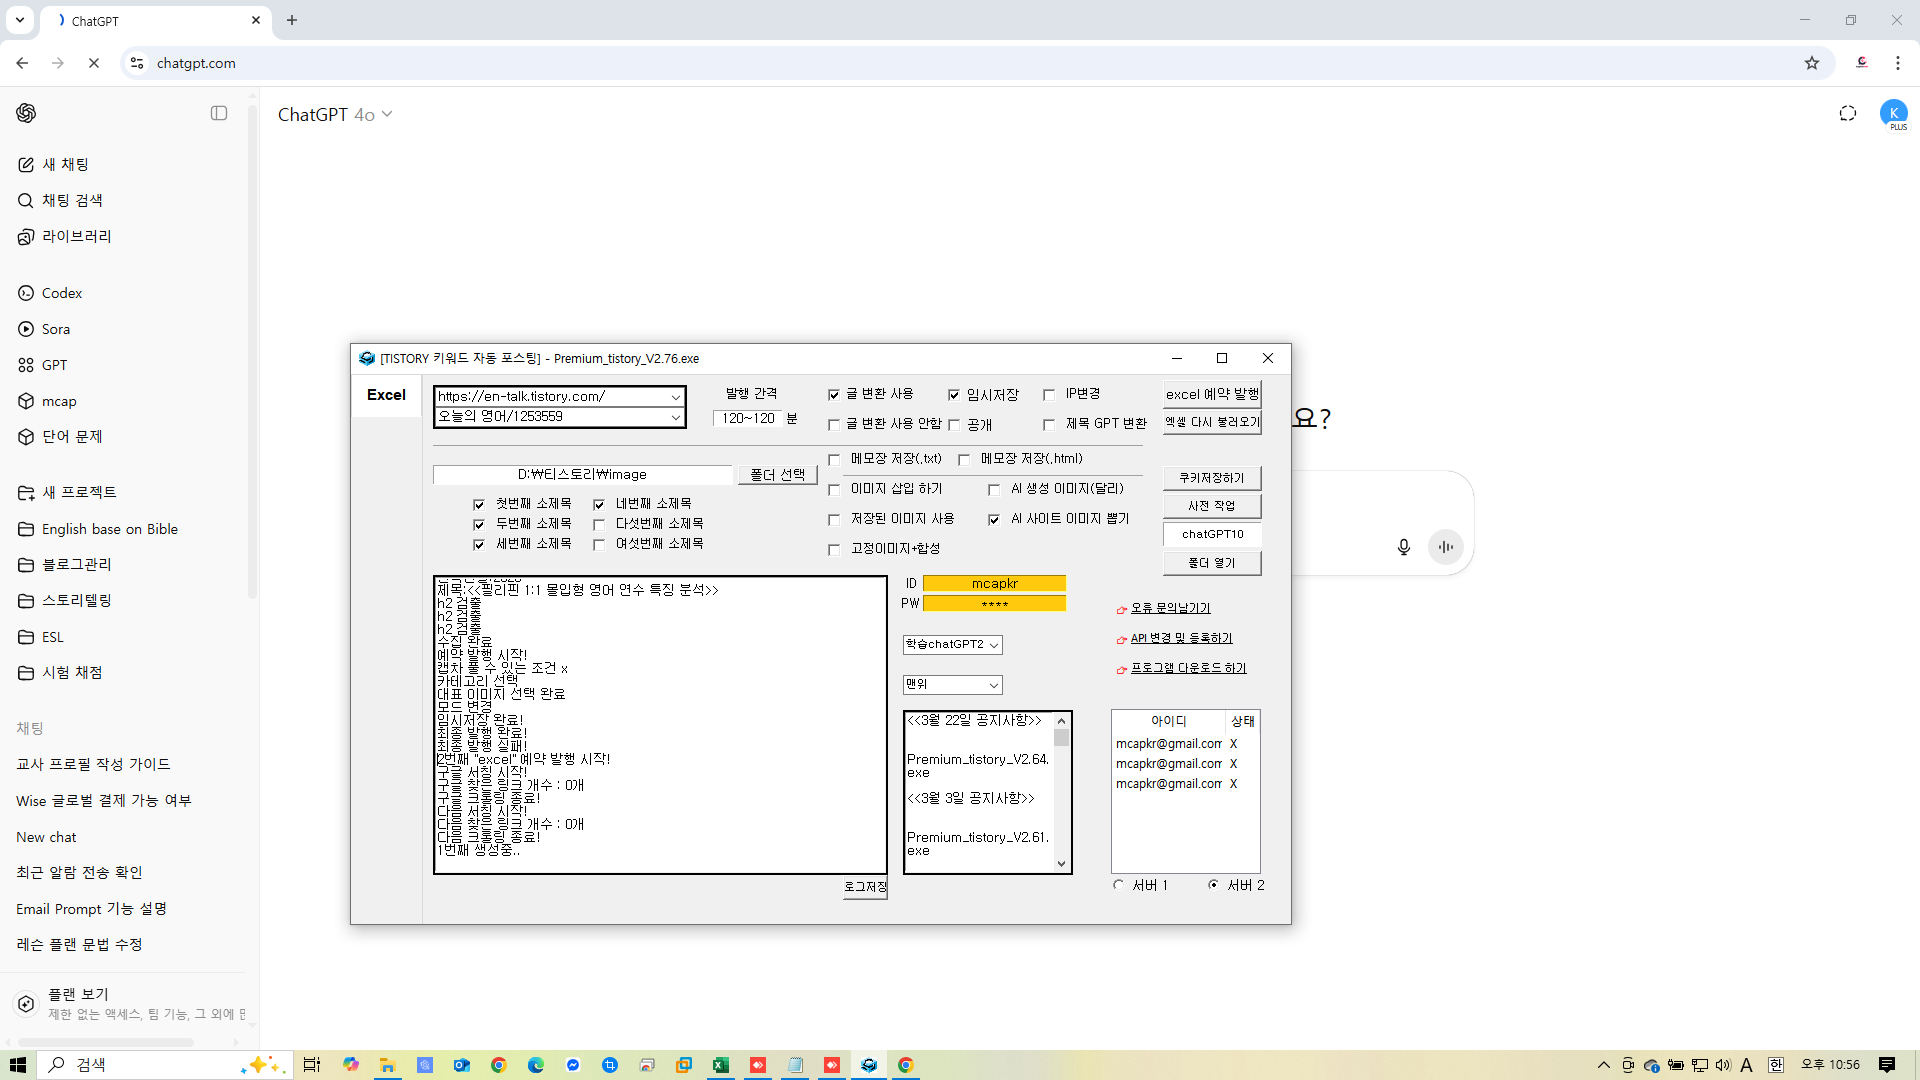 ChatGPT
chatgpt.com
ChatGPT 4o
K
PLUS
새 채팅
채팅 검색
라이브러리
Codex
Sora
GPT
mcap
단어 문제
새 프로젝트
English base on Bible
블로그관리
스토리텔링
ESL
시험 채점
채팅
교사 프로필 작성 가이드
Wise 글로벌 결제 가능 여부
New chat
최근 알람 전송 확인
Email Prompt 기능 설명
레슨 플랜 문법 수정
플랜 보기
제한 없는 액세스, 팀 기능, 그 외에
요?
[TISTORY 키워드 자동 포스팅] - Premium_tistory_V2.76.exe
Excel
https://en-talk.tistory.com/
오늘의 영어/1253559
발행 간격
120~120 분
글 변환 사용
임시저장
IP변경
글 변환 사용 안함
공개
제목 GPT 변환
excel 예약 발행
엑셀 다시 불러오기
D:₩티스토리₩image
폴더 선택
메모장 저장(.txt)
메모장 저장(.html)
이미지 삽입 하기
AI 생성 이미지(달리)
저장된 이미지 사용
AI 사이트 이미지 뽑기
고정이미지+합성
첫번째 소제목
네번째 소제목
두번째 소제목
다섯번째 소제목
세번째 소제목
여섯번째 소제목
쿠키저장하기
사전 작업
chatGPT10
폴더 열기
제목:<<필리핀 1:1 몰입형 영어 연수 특징 분석>>
h2 검출
h2 검출
h2 검출
수집 완료
예약 발행 시작!
캡차 풀 수 있는 조건 x
카테고리 선택
대표 이미지 선택 완료
모드 변경
임시저장 완료!
최종 발행 완료!
최종 발행 실패!
2번째 "excel" 예약 발행 시작!
구글 서칭 시작!
구글 찾은 링크 개수 : 0개
구글 크롤링 종료!
다음 서칭 시작!
다음 찾은 링크 개수 : 0개
다음 크롤링 종료!
1번째 생성중..
로그저장
ID mcapkr
PW ****
학습chatGPT2
맨위
오류 문의남기기
API 변경 및 등록하기
프로그램 다운로드 하기
<<3월 22일 공지사항>>
Premium_tistory_V2.64.
exe
<<3월 3일 공지사항>>
Premium_tistory_V2.61.
exe
아이디 상태
mcapkr@gmail.com X
mcapkr@gmail.com X
mcapkr@gmail.com X
서버 1
서버 2
검색
A
한
오후 10:56